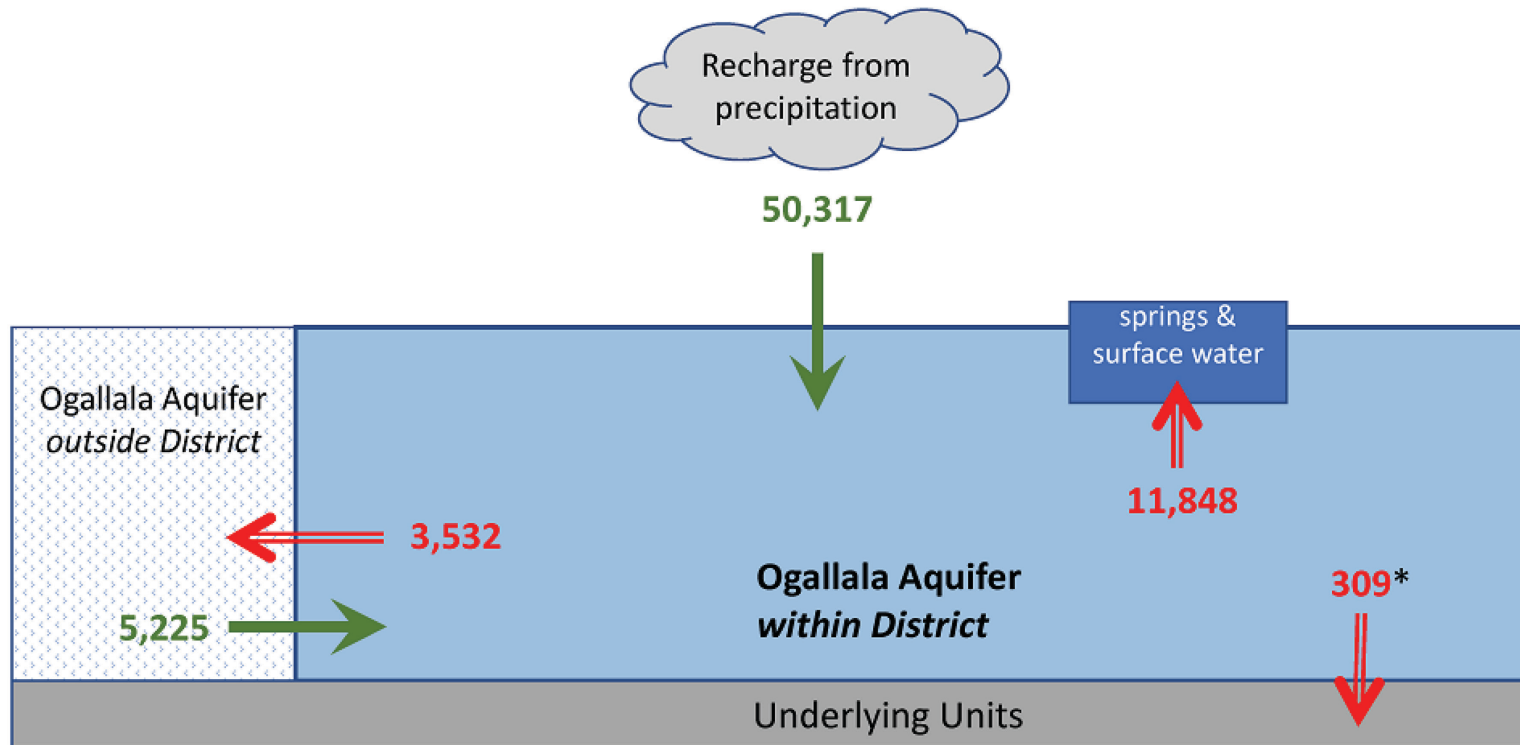 Recharge from
precipitation
50,317
springs &
surface water
Ogallala Aquifer
outside District
11,848
3,532
Ogallala Aquifer
within District
309*
5,225
Underlying Units